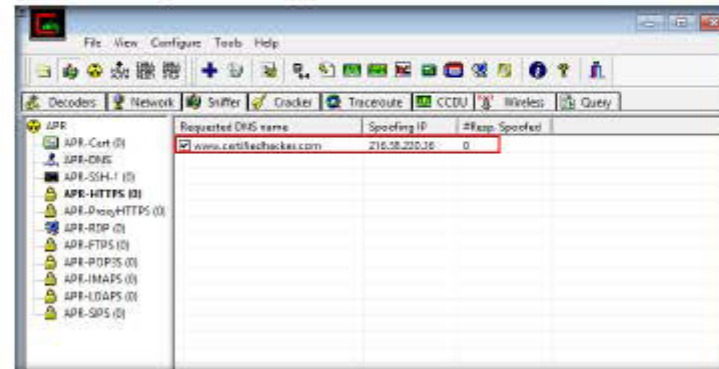 File View Configure Tools Help
Decoders Network Sniffer Cracker Traceroute CCDU Wireless Query
APR
APR-Cert (0)
APR-DNS
APR-SSH-1 (0)
APR-HTTPS (0)
APR-ProxyHTTPS (0)
APR-RDP (0)
APR-FTPS (0)
APR-POP3S (0)
APR-IMAPS (0)
APR-LDAPS (0)
APR-SIPS (0)
Requested DNS name Spoofing IP #Resp. Spoofed
www.certifiedhacker.com 216.58.220.36 0